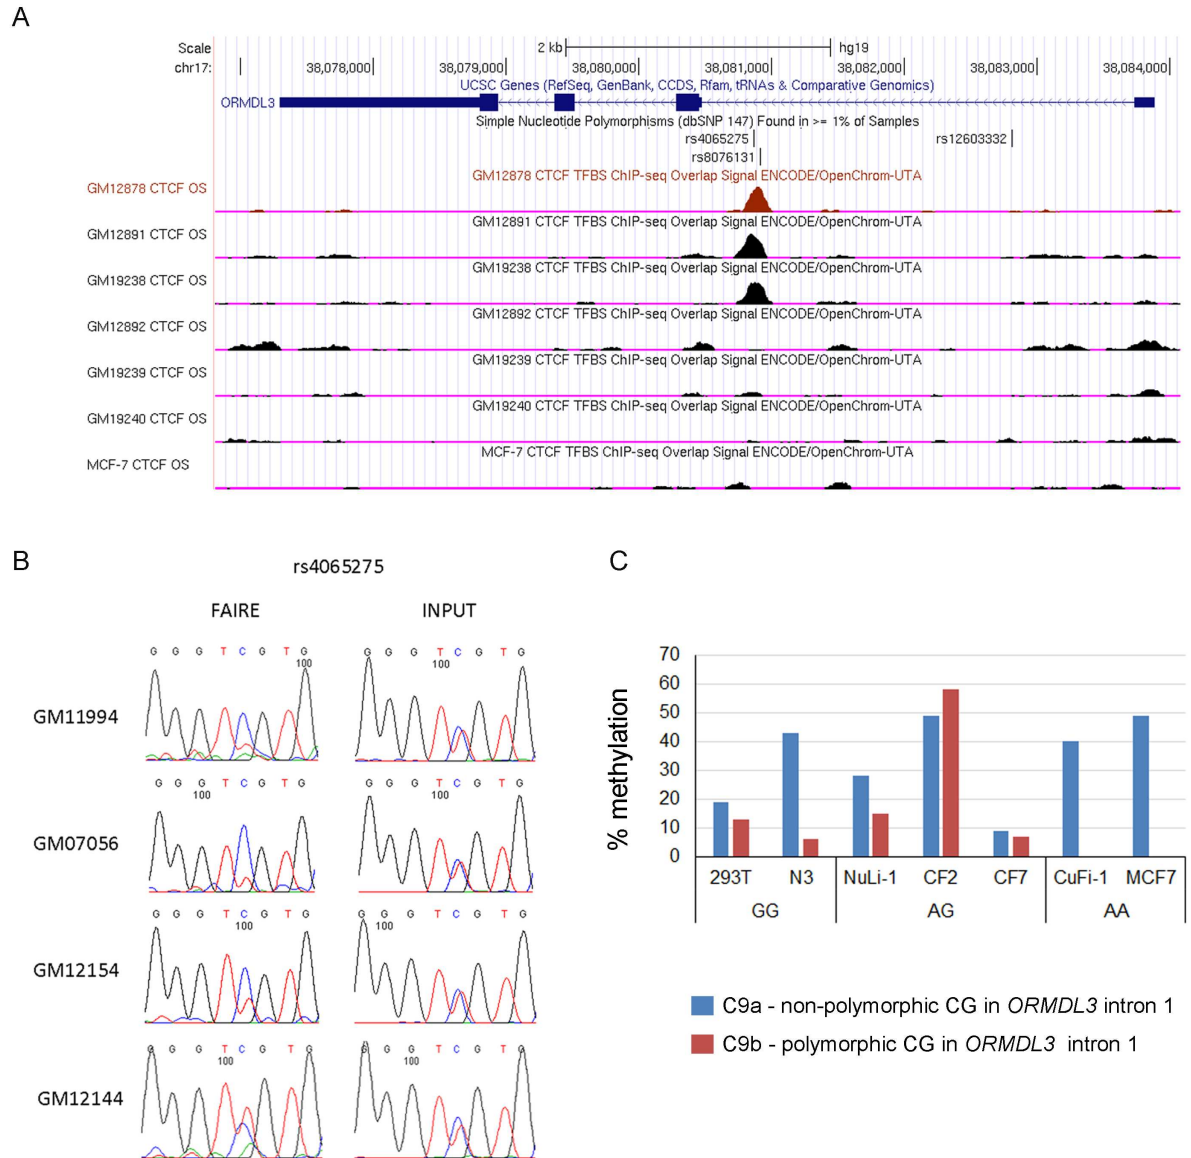 A
Scale
2 kb
hg19
chr17:
38,078,000
38,079,000
38,080,000
38,081,000
38,082,000
38,083,000
38,084,000
UCSC Genes (RefSeq, GenBank, CCDS, Rfam, tRNAs & Comparative Genomics)
ORMDL3
Simple Nucleotide Polymorphisms (dbSNP 147) Found in >= 1% of Samples
rs4065275
rs12603332
rs8076131
GM12878 CTCF TFBS ChIP-seq Overlap Signal ENCODE/OpenChrom-UTA
GM12878 CTCF OS
GM12891 CTCF TFBS ChIP-seq Overlap Signal ENCODE/OpenChrom-UTA
GM12891 CTCF OS
GM19238 CTCF TFBS ChIP-seq Overlap Signal ENCODE/OpenChrom-UTA
GM19238 CTCF OS
GM12892 CTCF TFBS ChIP-seq Overlap Signal ENCODE/OpenChrom-UTA
GM12892 CTCF OS
GM19239 CTCF TFBS ChIP-seq Overlap Signal ENCODE/OpenChrom-UTA
GM19239 CTCF OS
GM19240 CTCF TFBS ChIP-seq Overlap Signal ENCODE/OpenChrom-UTA
GM19240 CTCF OS
MCF-7 CTCF TFBS ChIP-seq Overlap Signal ENCODE/OpenChrom-UTA
MCF-7 CTCF OS
B
rs4065275
FAIRE
INPUT
G G G T C G T G
100
G G G T C G T G
100
GM11994
G G G T C G T G
100
G G G T C G T G
100
GM07056
G G G T C G T G
100
G G G T C G T G
100
GM12154
G G G T C G T G
100
G G G T C G T G
100
GM12144
C
% methylation
70
60
50
40
30
20
10
0
293T
N3
NuLi-1
CF2
CF7
CuFi-1
MCF7
GG
AG
AA
C9a - non-polymorphic CG in ORMDL3 intron 1
C9b - polymorphic CG in ORMDL3 intron 1